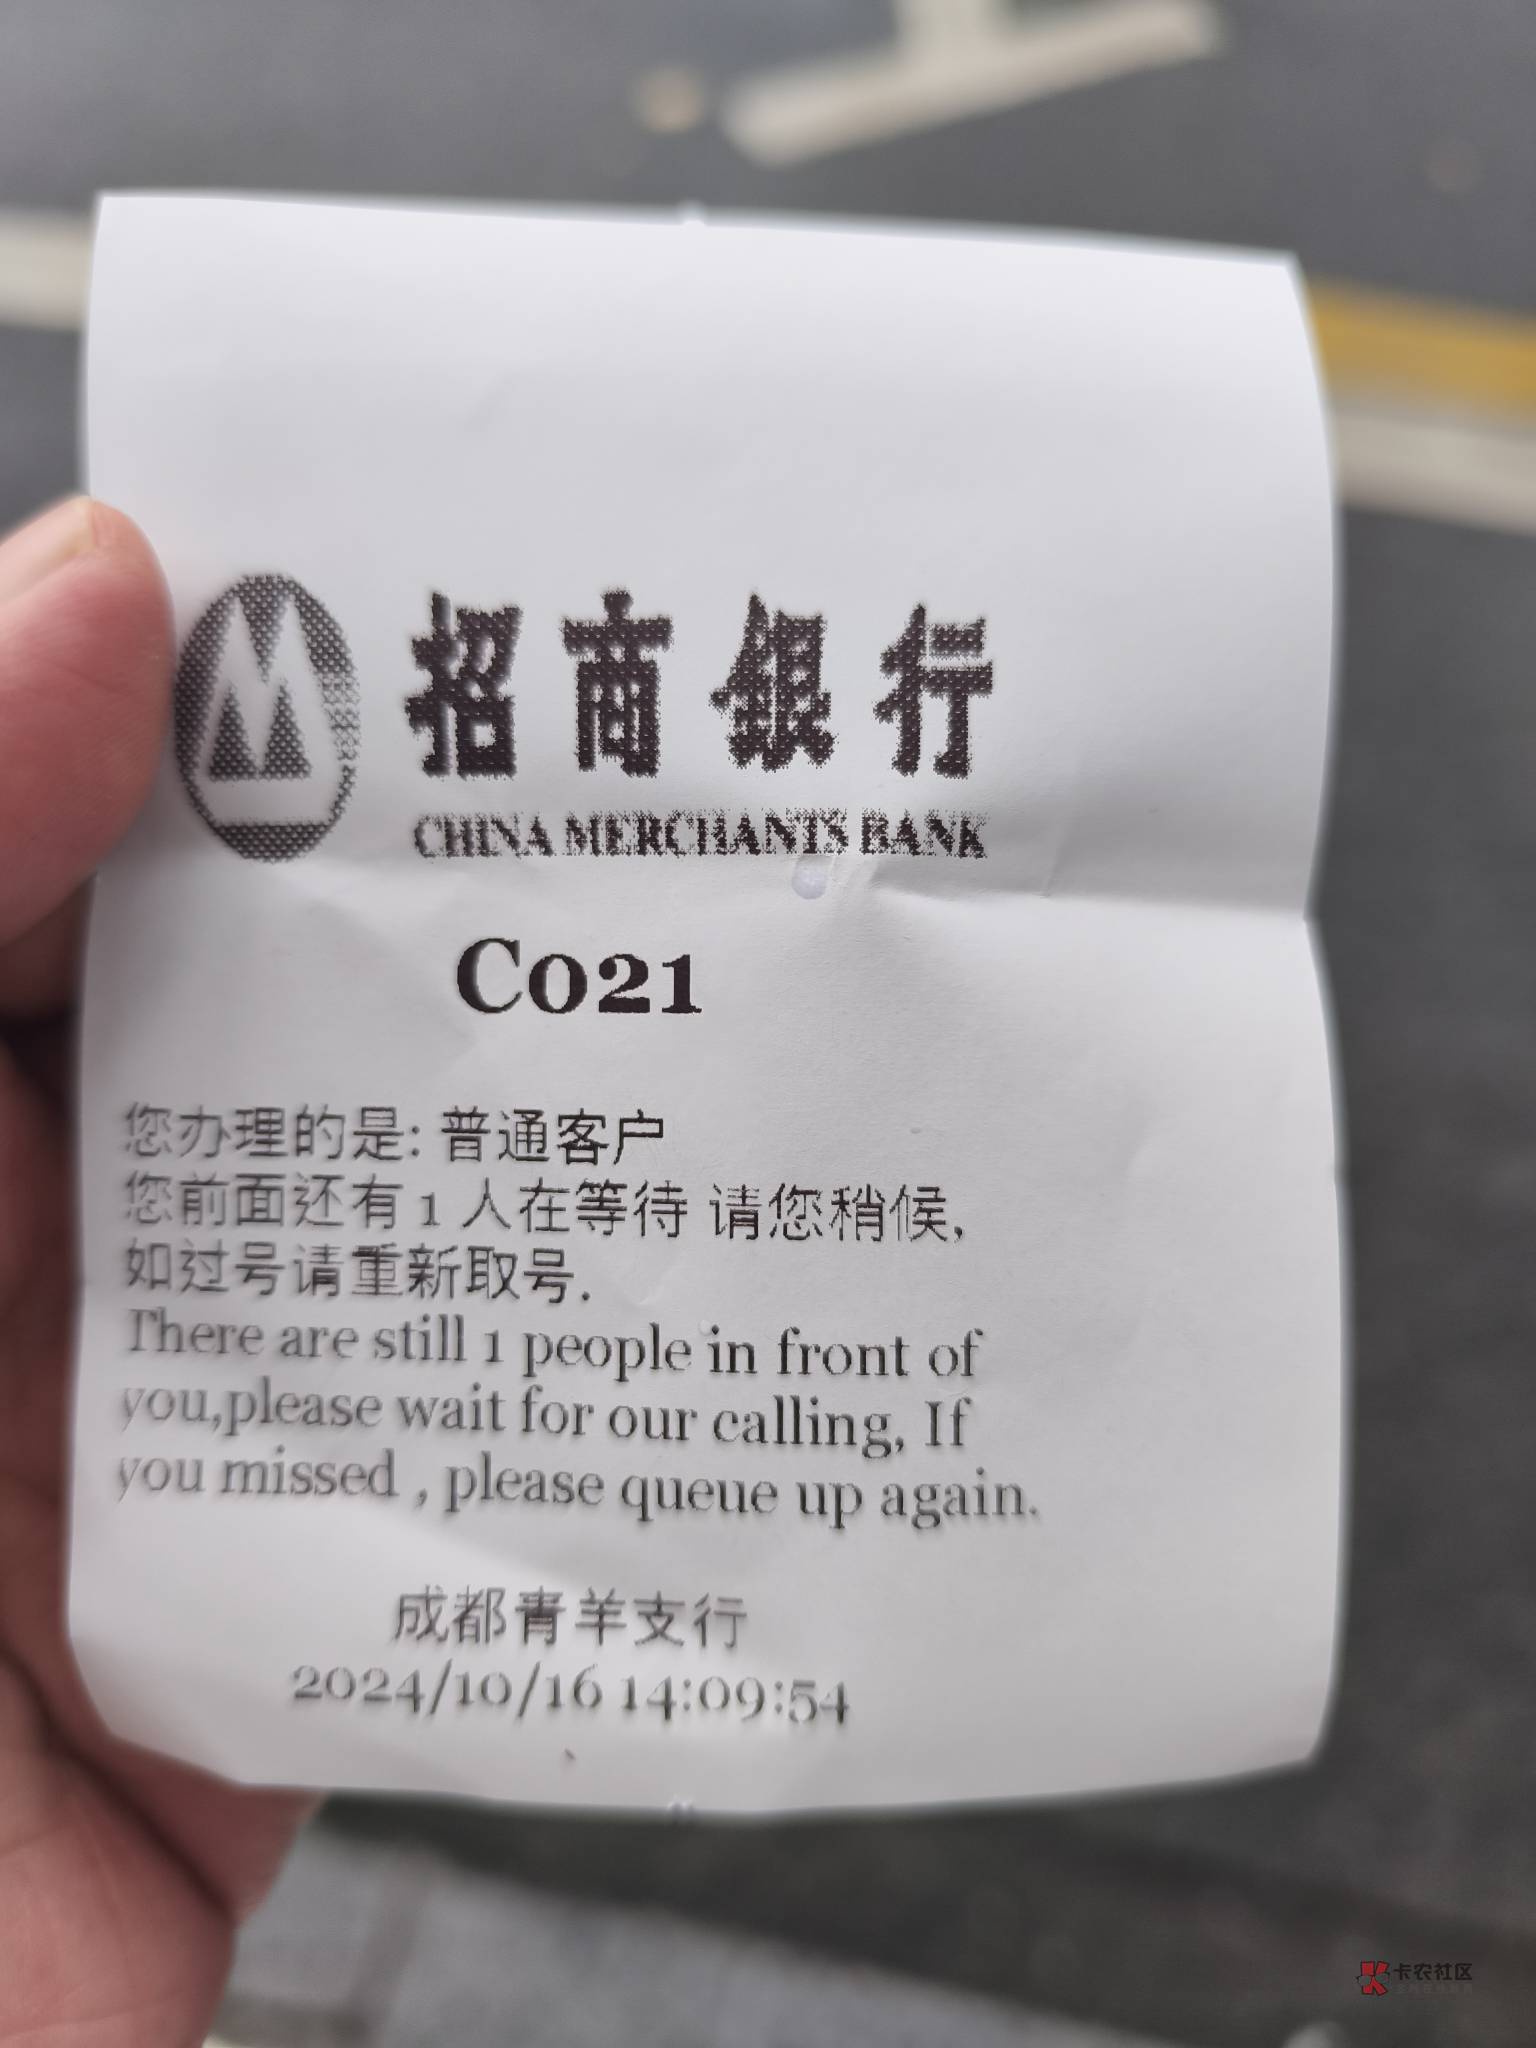 招商银行
CHINA MERCHANTS BANK
C021
您办理的是: 普通客户
您前面还有 1 人在等待 请您稍候,
如过号请重新取号.
There are still 1 people in front of
you,please wait for our calling, If
you missed , please queue up again.
成都青羊支行
2024/10/16 14:09:54
卡农社区